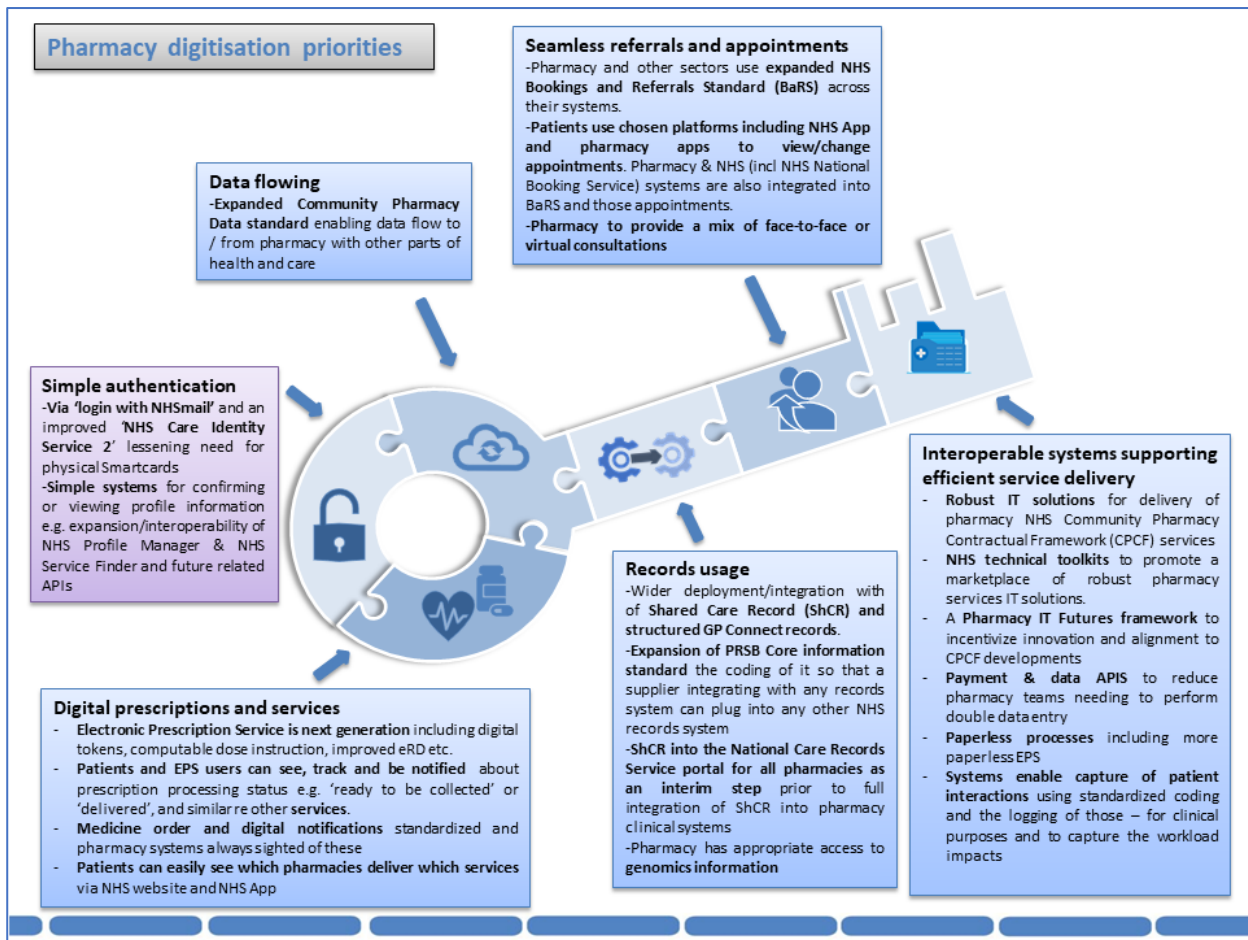 Pharmacy digitisation priorities
Seamless referrals and appointments
-Pharmacy and other sectors use expanded NHS
Bookings and Referrals Standard (BaRS) across
their systems.
-Patients use chosen platforms including NHS App
and pharmacy apps to view/change
appointments. Pharmacy & NHS (incl NHS National
Booking Service) systems are also integrated into
BaRS and those appointments.
-Pharmacy to provide a mix of face-to-face or
virtual consultations
Data flowing
-Expanded Community Pharmacy
Data standard enabling data flow to
/ from pharmacy with other parts of
health and care
Simple authentication
-Via ‘login with NHSmail’ and an
improved ‘NHS Care Identity
Service 2’ lessening need for
physical Smartcards
-Simple systems for confirming
or viewing profile information
e.g. expansion/interoperability of
NHS Profile Manager & NHS
Service Finder and future related
APIs
Digital prescriptions and services
- Electronic Prescription Service is next generation including digital
tokens, computable dose instruction, improved eRD etc.
- Patients and EPS users can see, track and be notified about
prescription processing status e.g. ‘ready to be collected’ or
‘delivered’, and similar re other services.
- Medicine order and digital notifications standardized and
pharmacy systems always sighted of these
- Patients can easily see which pharmacies deliver which services
via NHS website and NHS App
Records usage
-Wider deployment/integration with
of Shared Care Record (ShCR) and
structured GP Connect records.
-Expansion of PRSB Core information
standard the coding of it so that a
supplier integrating with any records
system can plug into any other NHS
records system
-ShCR into the National Care Records
Service portal for all pharmacies as
an interim step prior to full
integration of ShCR into pharmacy
clinical systems
-Pharmacy has appropriate access to
genomics information
Interoperable systems supporting
efficient service delivery
- Robust IT solutions for delivery of
pharmacy NHS Community Pharmacy
Contractual Framework (CPCF) services
- NHS technical toolkits to promote a
marketplace of robust pharmacy
services IT solutions.
- A Pharmacy IT Futures framework to
incentivize innovation and alignment to
CPCF developments
- Payment & data APIS to reduce
pharmacy teams needing to perform
double data entry
- Paperless processes including more
paperless EPS
- Systems enable capture of patient
interactions using standardized coding
and the logging of those – for clinical
purposes and to capture the workload
impacts